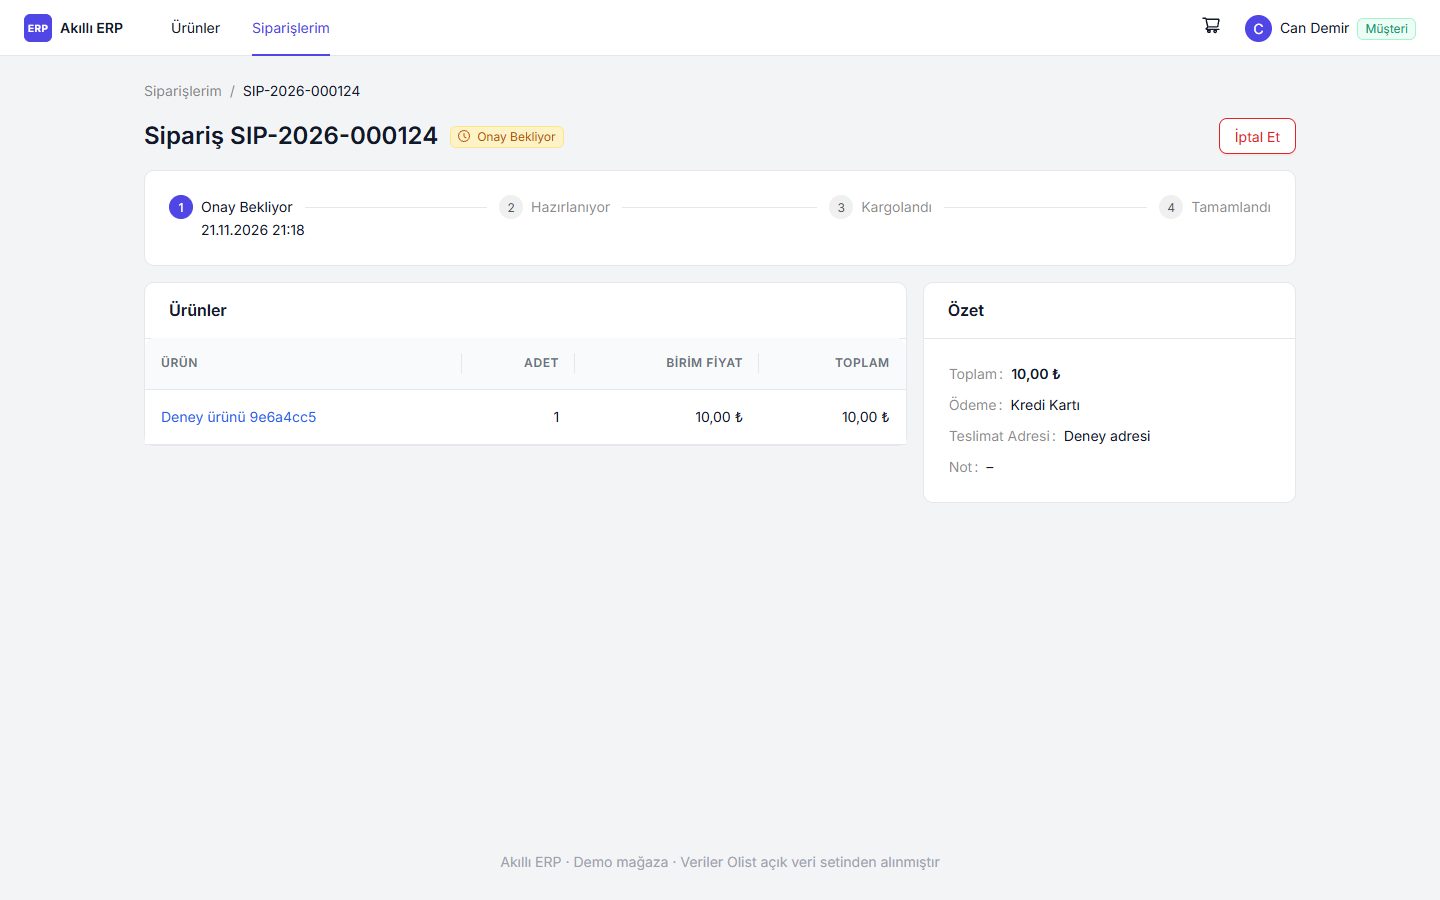 ERP Akıllı ERP Ürünler Siparişlerim C Can Demir Müşteri
Siparişlerim / SIP-2026-000124
Sipariş SIP-2026-000124 Onay Bekliyor İptal Et
1 Onay Bekliyor 2 Hazırlanıyor 3 Kargolandı 4 Tamamlandı
21.11.2026 21:18
Ürünler
ÜRÜN ADET BİRİM FİYAT TOPLAM
Deney ürünü 9e6a4cc5 1 10,00 ₺ 10,00 ₺
Özet
Toplam: 10,00 ₺
Ödeme: Kredi Kartı
Teslimat Adresi: Deney adresi
Not: –
Akıllı ERP · Demo mağaza · Veriler Olist açık veri setinden alınmıştır